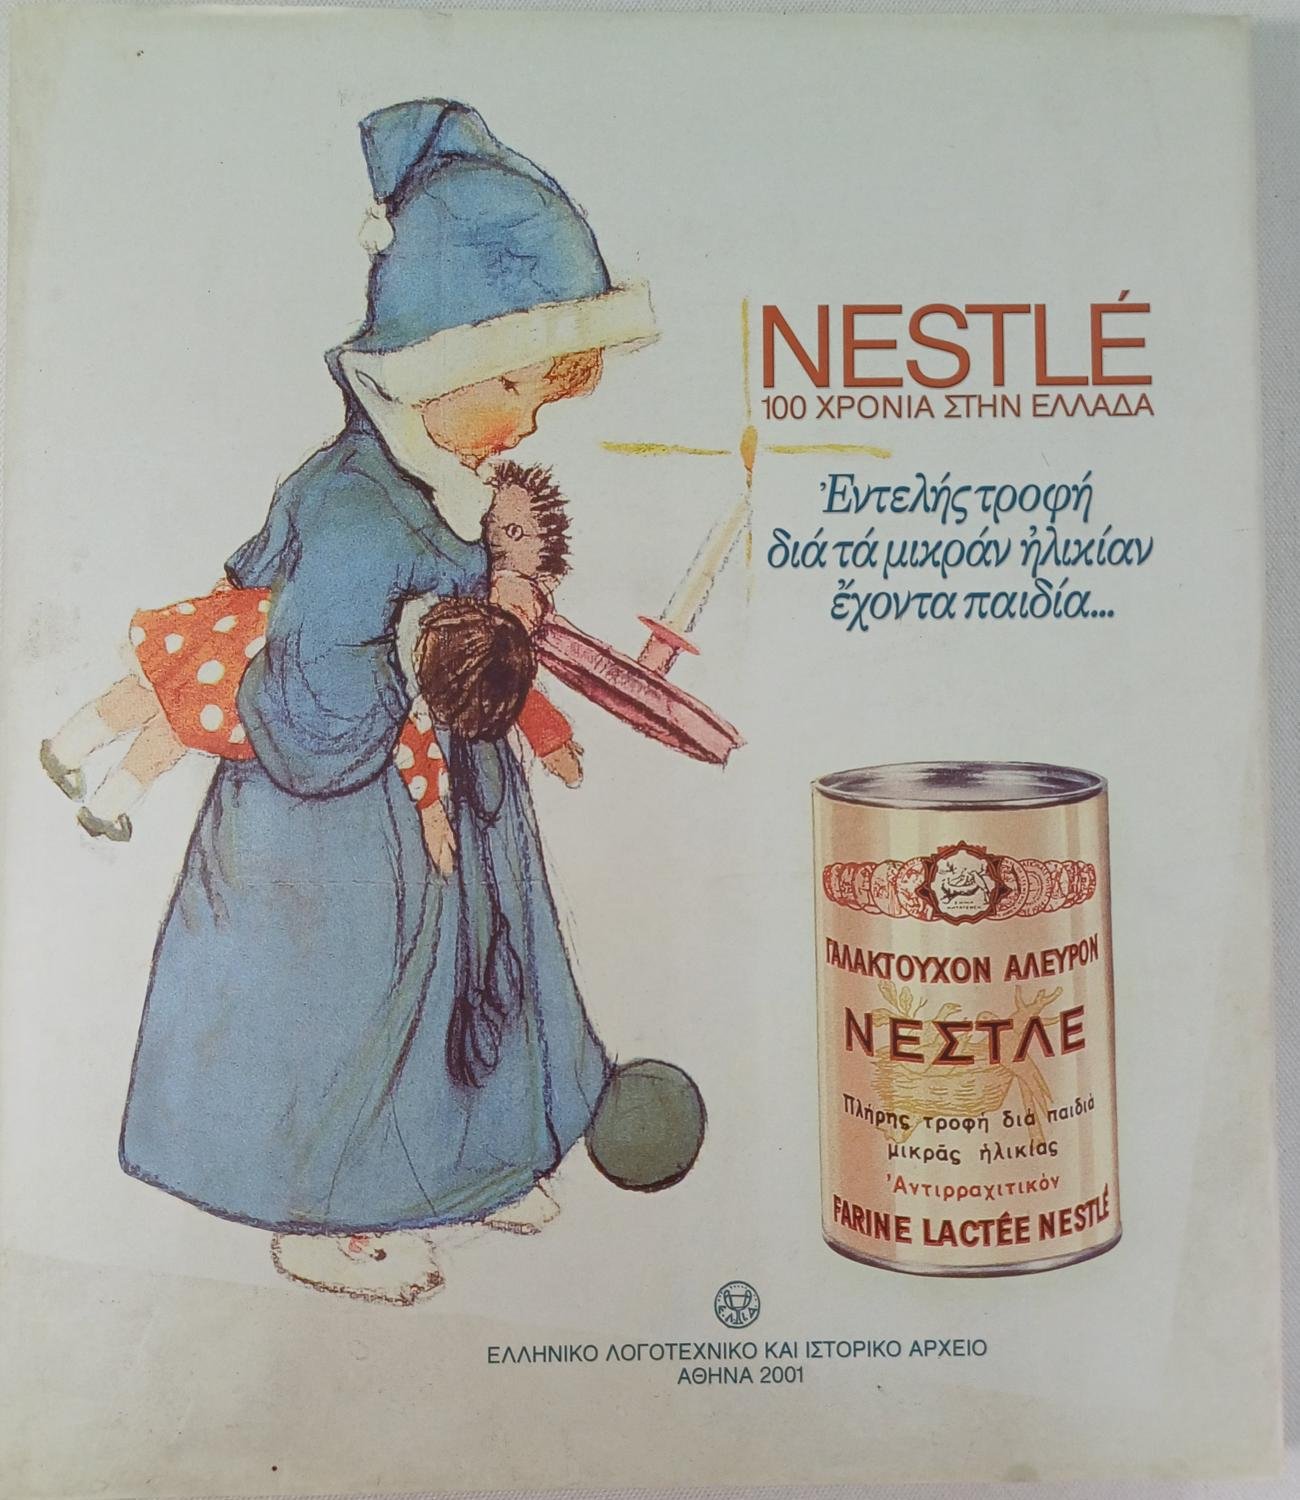 NESTLÉ
100 ΧΡΟΝΙΑ ΣΤΗΝ ΕΛΛΑΔΑ
Ἐντελής τροφή
διά τά μικράν ἡλικίαν
ἔχοντα παιδία...
ΓΑΛΑΚΤΟΥΧΟΝ ΑΛΕΥΡΟΝ
ΝΕΣΤΛΕ
Πλήρης τροφή διά παιδιά
μικρᾶς ἡλικίας
Ἀντιρραχιτικόν
FARINE LACTÉE NESTLÉ
Ε.Λ.Ι.Α
ΕΛΛΗΝΙΚΟ ΛΟΓΟΤΕΧΝΙΚΟ ΚΑΙ ΙΣΤΟΡΙΚΟ ΑΡΧΕΙΟ
ΑΘΗΝΑ 2001